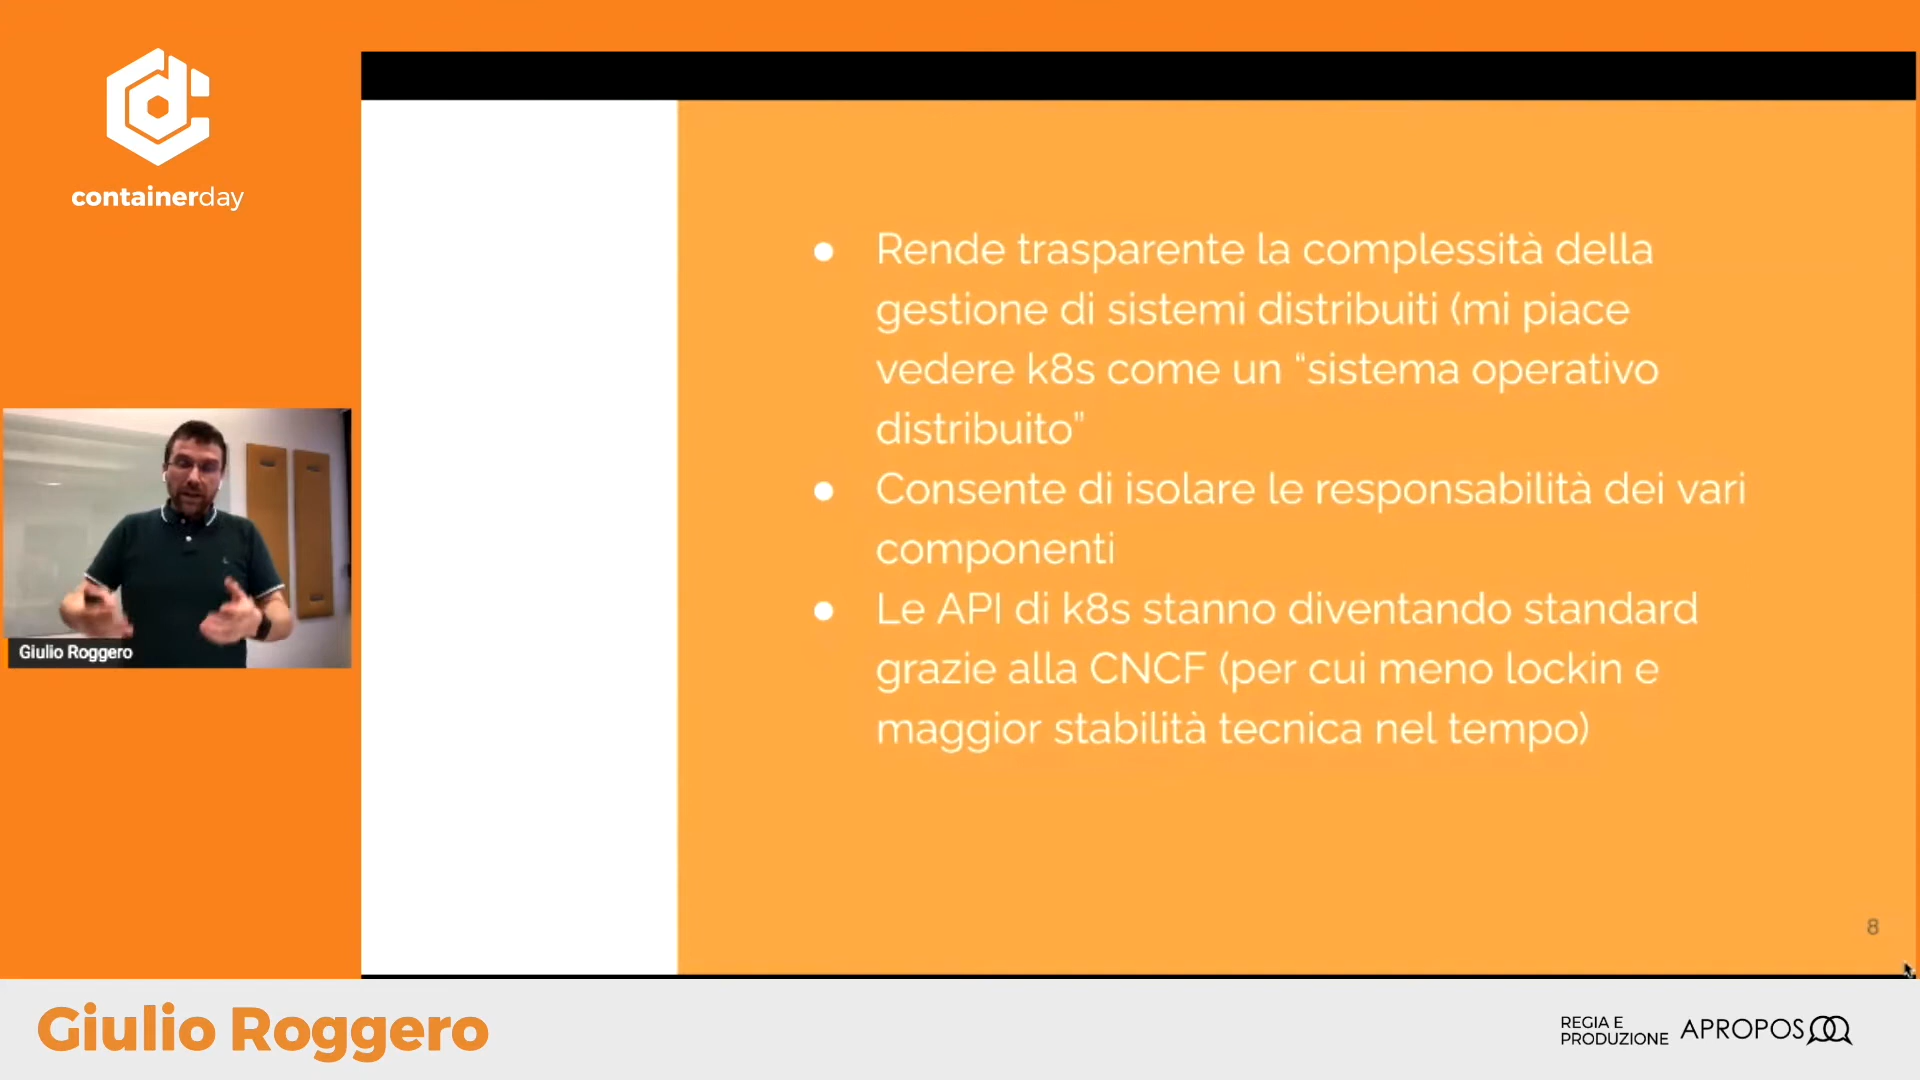 containerday
Rende trasparente la complessità della
gestione di sistemi distribuiti (mi piace
vedere k8s come un “sistema operativo
distribuito”
Consente di isolare le responsabilità dei vari
componenti
Le API di k8s stanno diventando standard
grazie alla CNCF (per cui meno lockin e
maggior stabilità tecnica nel tempo)
8
Giulio Roggero
Giulio Roggero
REGIA E
PRODUZIONE
APROPOS